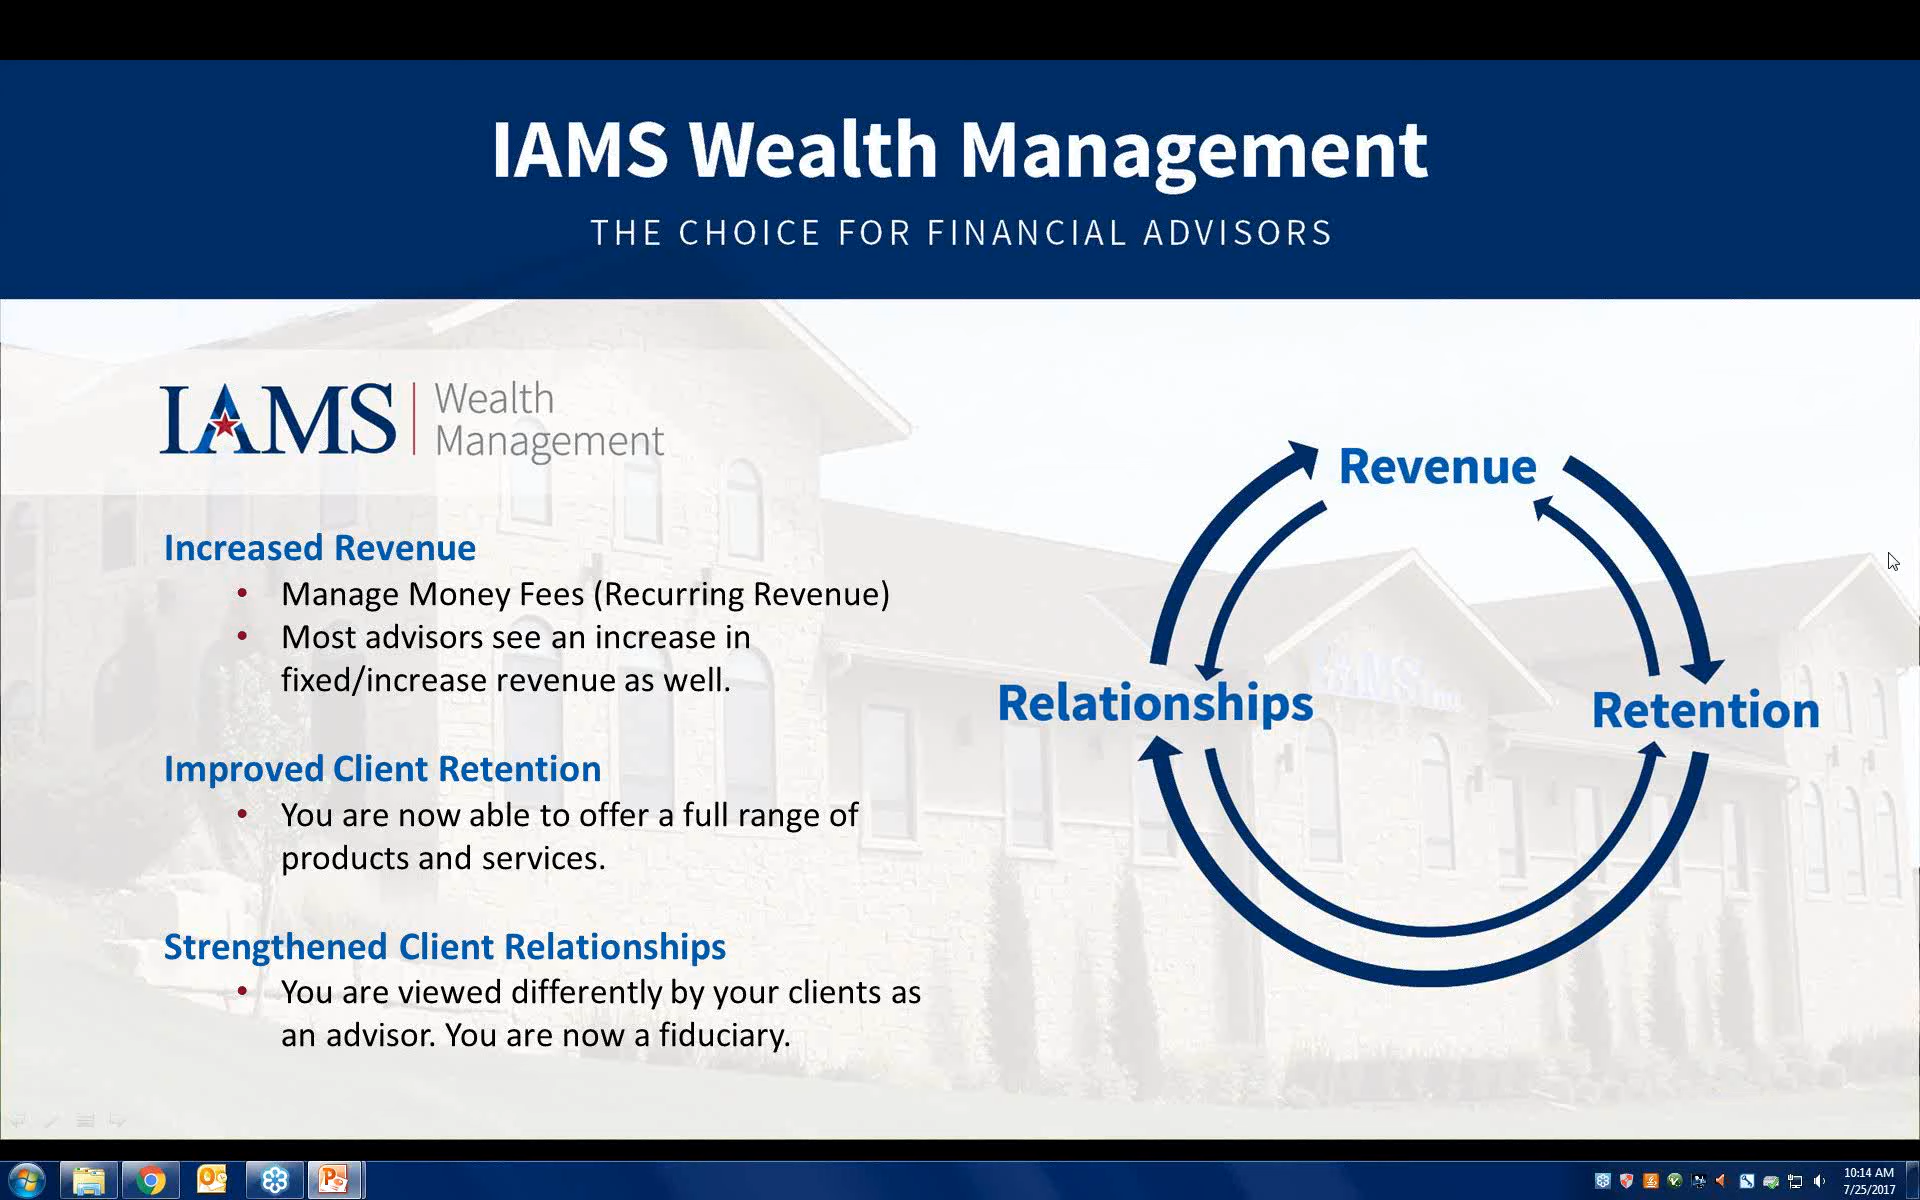 IAMS Wealth Management
THE CHOICE FOR FINANCIAL ADVISORS
IAMS | Wealth
Management
Increased Revenue
• Manage Money Fees (Recurring Revenue)
• Most advisors see an increase in
fixed/increase revenue as well.
Improved Client Retention
• You are now able to offer a full range of
products and services.
Strengthened Client Relationships
• You are viewed differently by your clients as
an advisor. You are now a fiduciary.
Revenue
Relationships
Retention
IAMS Inc
10:14 AM
7/25/2017